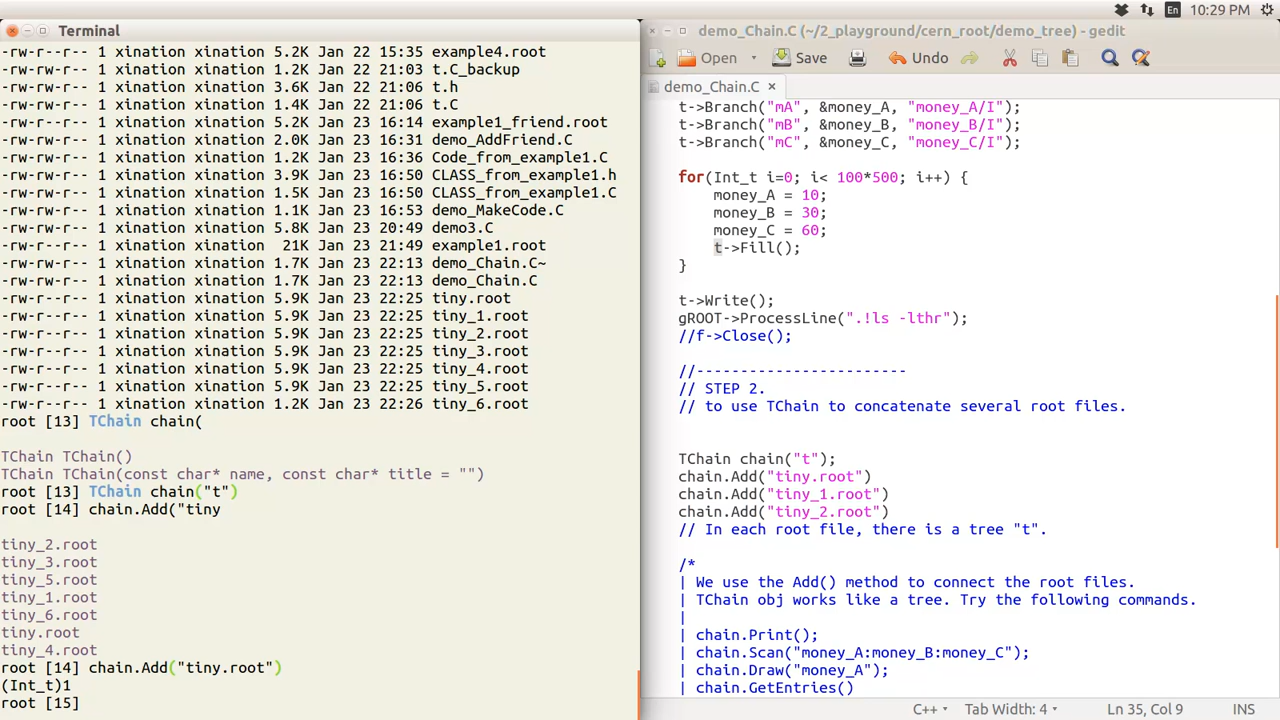 En 10:29 PM
Terminal
-rw-r--r-- 1 xination xination 5.2K Jan 22 15:35 example4.root
-rw-rw-r-- 1 xination xination 1.2K Jan 22 21:03 t.C_backup
-rw-rw-r-- 1 xination xination 3.6K Jan 22 21:06 t.h
-rw-rw-r-- 1 xination xination 1.4K Jan 22 21:06 t.C
-rw-r--r-- 1 xination xination 5.2K Jan 23 16:14 example1_friend.root
-rw-rw-r-- 1 xination xination 2.0K Jan 23 16:31 demo_AddFriend.C
-rw-rw-r-- 1 xination xination 1.2K Jan 23 16:36 Code_from_example1.C
-rw-rw-r-- 1 xination xination 3.9K Jan 23 16:50 CLASS_from_example1.h
-rw-rw-r-- 1 xination xination 1.5K Jan 23 16:50 CLASS_from_example1.C
-rw-rw-r-- 1 xination xination 1.1K Jan 23 16:53 demo_MakeCode.C
-rw-rw-r-- 1 xination xination 5.8K Jan 23 20:49 demo3.C
-rw-r--r-- 1 xination xination  21K Jan 23 21:49 example1.root
-rw-rw-r-- 1 xination xination 1.7K Jan 23 22:13 demo_Chain.C~
-rw-rw-r-- 1 xination xination 1.7K Jan 23 22:13 demo_Chain.C
-rw-r--r-- 1 xination xination 5.9K Jan 23 22:25 tiny.root
-rw-r--r-- 1 xination xination 5.9K Jan 23 22:25 tiny_1.root
-rw-r--r-- 1 xination xination 5.9K Jan 23 22:25 tiny_2.root
-rw-r--r-- 1 xination xination 5.9K Jan 23 22:25 tiny_3.root
-rw-r--r-- 1 xination xination 5.9K Jan 23 22:25 tiny_4.root
-rw-r--r-- 1 xination xination 5.9K Jan 23 22:25 tiny_5.root
-rw-r--r-- 1 xination xination 1.2K Jan 23 22:26 tiny_6.root
root [13] TChain chain(
TChain TChain()
TChain TChain(const char* name, const char* title = "")
root [13] TChain chain("t")
root [14] chain.Add("tiny
tiny_2.root
tiny_3.root
tiny_5.root
tiny_1.root
tiny_6.root
tiny.root
tiny_4.root
root [14] chain.Add("tiny.root")
(Int_t)1
root [15]
demo_Chain.C (~/2_playground/cern_root/demo_tree) - gedit
Open Save Undo
demo_Chain.C ×
t->Branch("mA", &money_A, "money_A/I");
t->Branch("mB", &money_B, "money_B/I");
t->Branch("mC", &money_C, "money_C/I");
for(Int_t i=0; i< 100*500; i++) {
money_A = 10;
money_B = 30;
money_C = 60;
t->Fill();
}
t->Write();
gROOT->ProcessLine(".!ls -lthr");
//f->Close();
//------------------------
// STEP 2.
// to use TChain to concatenate several root files.
TChain chain("t");
chain.Add("tiny.root")
chain.Add("tiny_1.root")
chain.Add("tiny_2.root")
// In each root file, there is a tree "t".
/*
| We use the Add() method to connect the root files.
| TChain obj works like a tree. Try the following commands.
|
| chain.Print();
| chain.Scan("money_A:money_B:money_C");
| chain.Draw("money_A");
| chain.GetEntries()
C++ Tab Width: 4 Ln 35, Col 9 INS